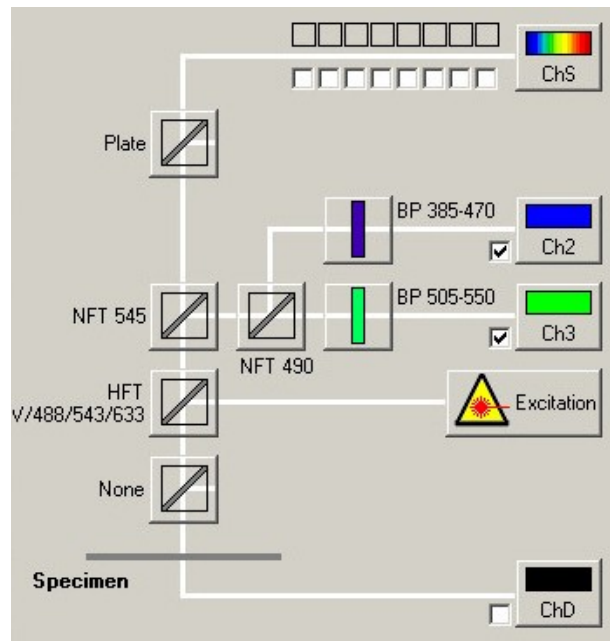 ChS
Plate
BP 385-470
Ch2
BP 505-550
NFT 545
Ch3
NFT 490
HFT
V/488/543/633
Excitation
None
Specimen
ChD